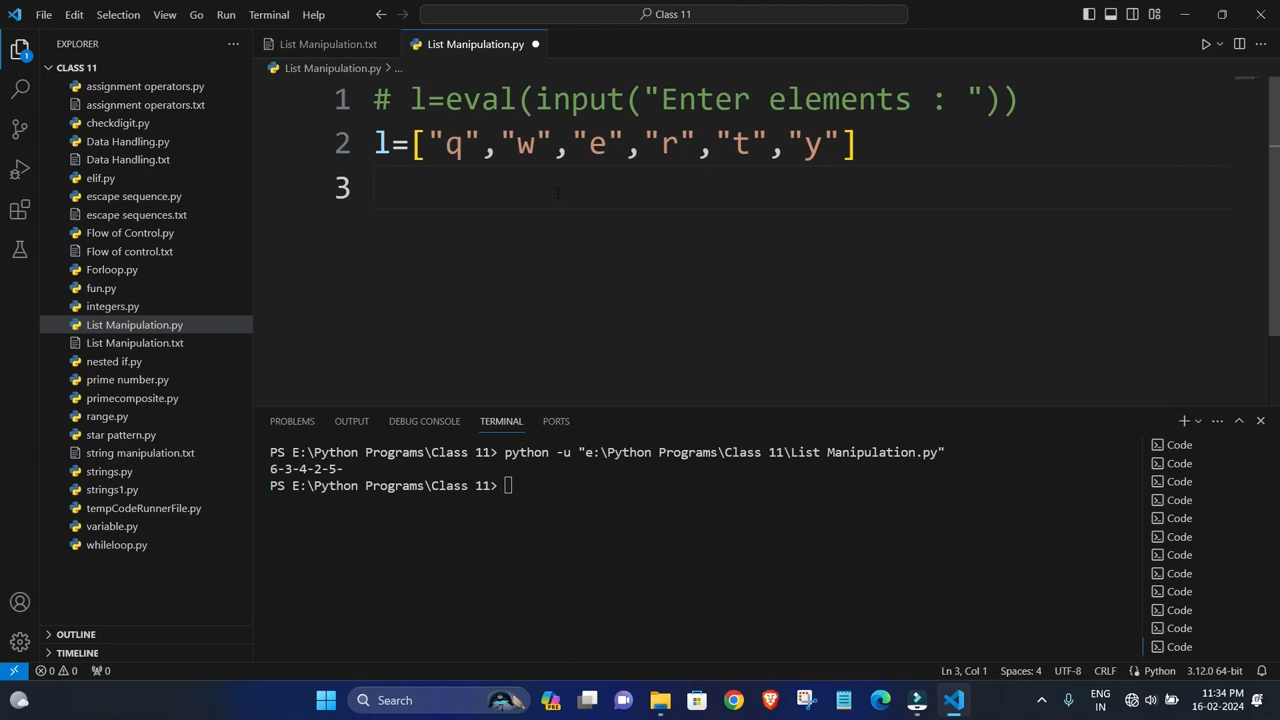 File Edit Selection View Go Run Terminal Help
Class 11
EXPLORER
List Manipulation.txt
List Manipulation.py
CLASS 11
List Manipulation.py > ...
assignment operators.py
assignment operators.txt
checkdigit.py
Data Handling.py
Data Handling.txt
elif.py
escape sequence.py
escape sequences.txt
Flow of Control.py
Flow of control.txt
Forloop.py
fun.py
integers.py
List Manipulation.py
List Manipulation.txt
nested if.py
prime number.py
primecomposite.py
range.py
star pattern.py
string manipulation.txt
strings.py
strings1.py
tempCodeRunnerFile.py
variable.py
whileloop.py
OUTLINE
TIMELINE
1 # l=eval(input("Enter elements : "))
2 l=["q","w","e","r","t","y"]
3
PROBLEMS OUTPUT DEBUG CONSOLE TERMINAL PORTS
PS E:\Python Programs\Class 11> python -u "e:\Python Programs\Class 11\List Manipulation.py"
6-3-4-2-5-
PS E:\Python Programs\Class 11>
Code
Code
Code
Code
Code
Code
Code
Code
Code
Code
Code
Code
1
0 0 0
Ln 3, Col 1 Spaces: 4 UTF-8 CRLF Python 3.12.0 64-bit
Search
PRE
ENG
IN
11:34 PM
16-02-2024